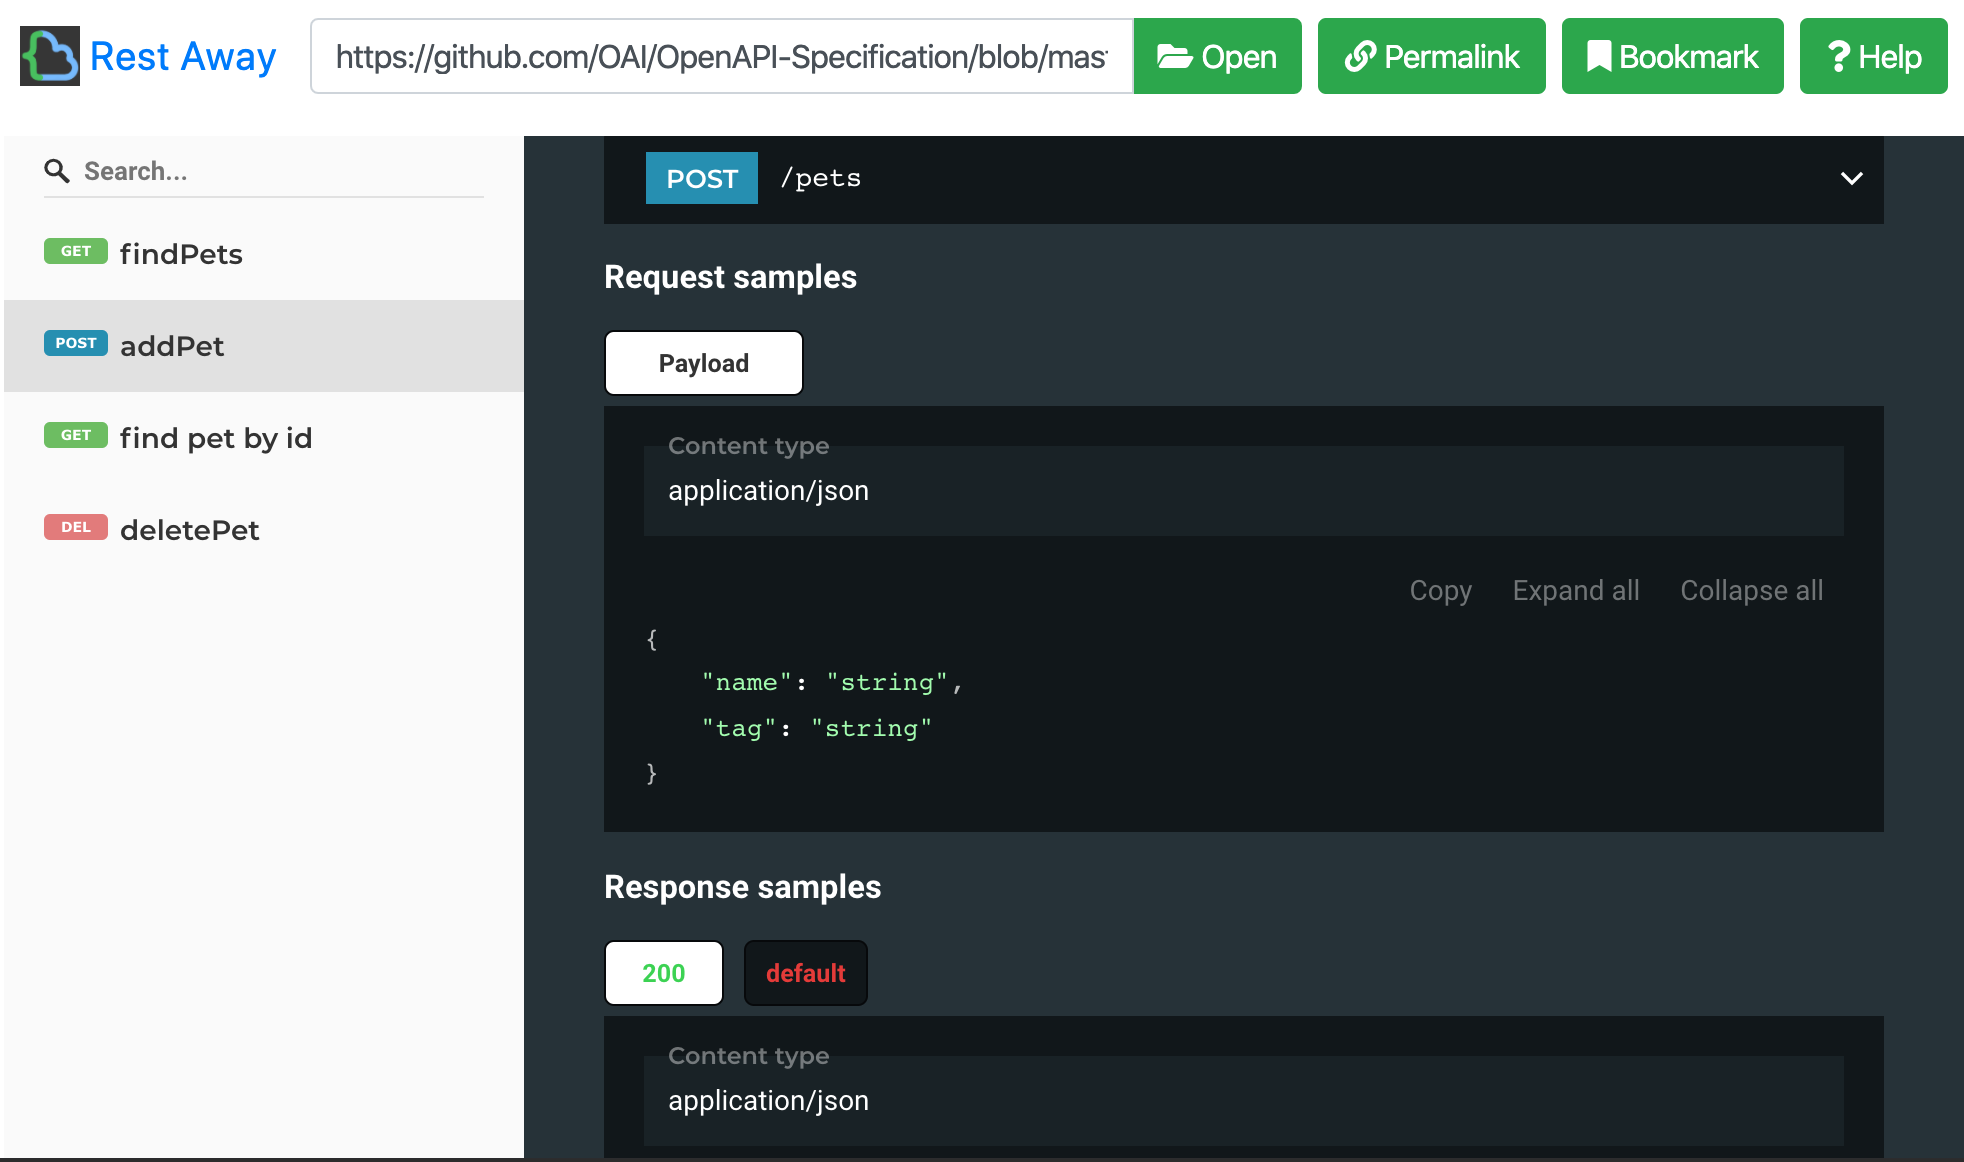 Rest Away
https://github.com/OAI/OpenAPI-Specification/blob/mas
Open
Permalink
Bookmark
? Help
Search...
GET findPets
POST addPet
GET find pet by id
DEL deletePet
POST /pets
Request samples
Payload
Content type
application/json
Copy Expand all Collapse all
{
"name": "string",
"tag": "string"
}
Response samples
200 default
Content type
application/json